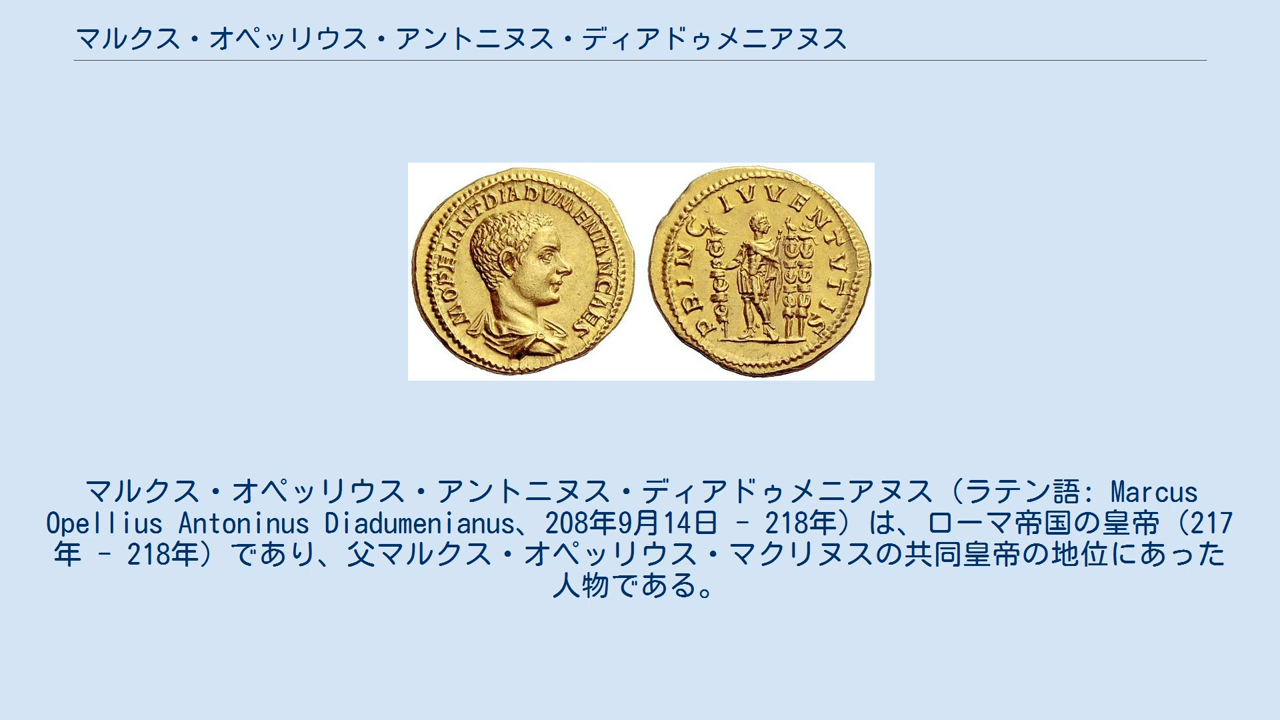 マルクス・オペッリウス・アントニヌス・ディアドゥメニアヌス
M OPEL ANT DIADVMENIAN CAES
PRINC IVVENTVTIS
マルクス・オペッリウス・アントニヌス・ディアドゥメニアヌス（ラテン語: Marcus
Opellius Antoninus Diadumenianus、208年9月14日 - 218年）は、ローマ帝国の皇帝（217
年 - 218年）であり、父マルクス・オペッリウス・マクリヌスの共同皇帝の地位にあった
人物である。